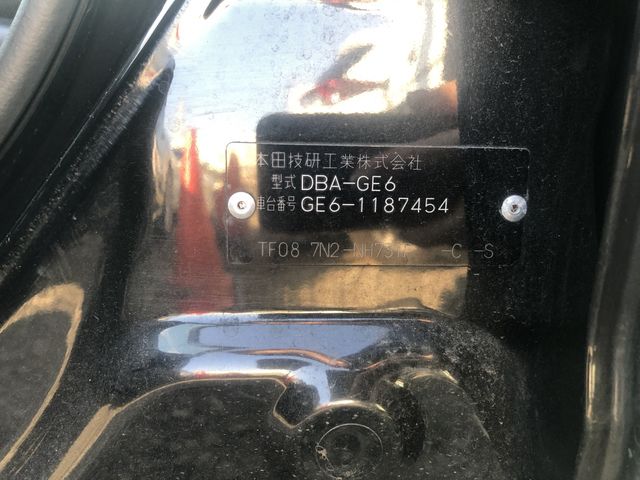 本田技研工業株式会社
型式 DBA-GE6
車台番号 GE6-1187454
TF08 7N2-NH731P -C -S